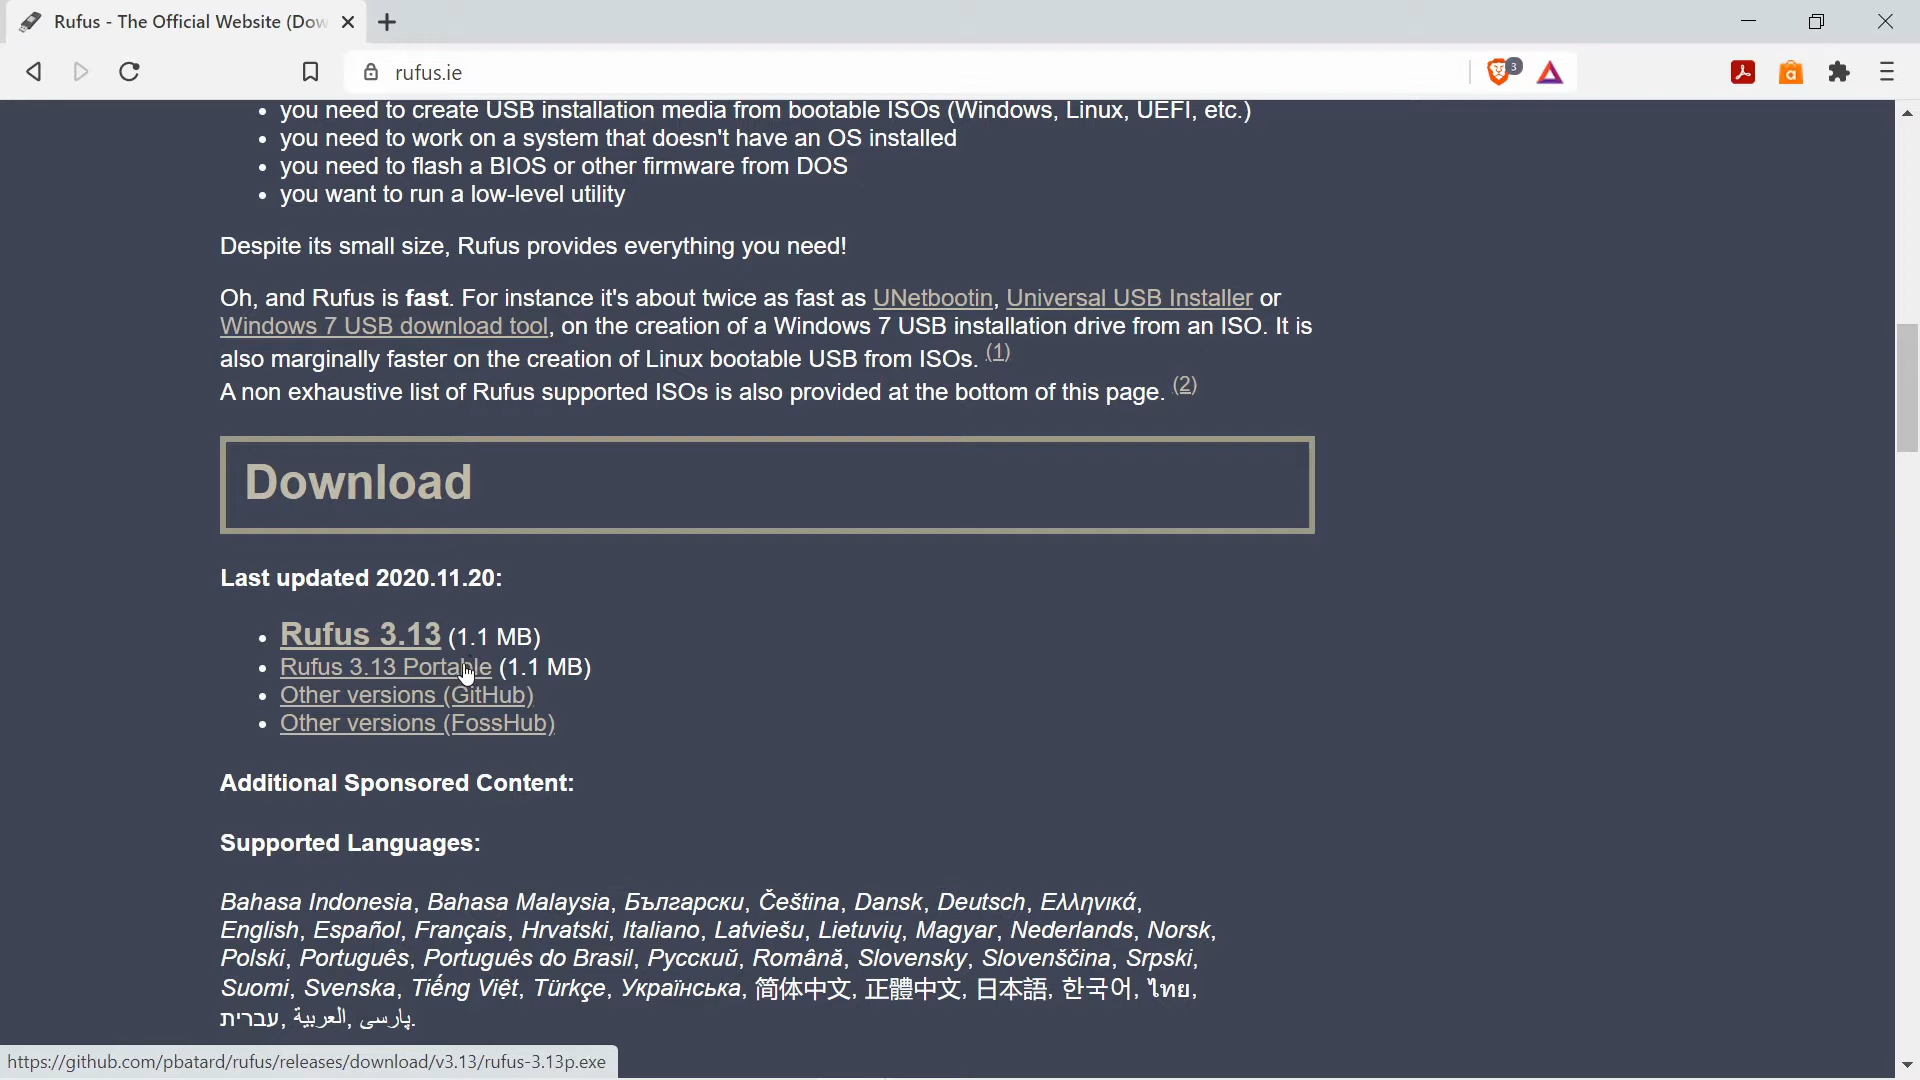 Rufus - The Official Website (Dow
rufus.ie
3
you need to create USB installation media from bootable ISOs (Windows, Linux, UEFI, etc.)
you need to work on a system that doesn't have an OS installed
you need to flash a BIOS or other firmware from DOS
you want to run a low-level utility
Despite its small size, Rufus provides everything you need!
Oh, and Rufus is fast. For instance it's about twice as fast as UNetbootin, Universal USB Installer or
Windows 7 USB download tool, on the creation of a Windows 7 USB installation drive from an ISO. It is
also marginally faster on the creation of Linux bootable USB from ISOs. (1)
A non exhaustive list of Rufus supported ISOs is also provided at the bottom of this page. (2)
Download
Last updated 2020.11.20:
Rufus 3.13 (1.1 MB)
Rufus 3.13 Portable (1.1 MB)
Other versions (GitHub)
Other versions (FossHub)
Additional Sponsored Content:
Supported Languages:
Bahasa Indonesia, Bahasa Malaysia, Български, Čeština, Dansk, Deutsch, Ελληνικά,
English, Español, Français, Hrvatski, Italiano, Latviešu, Lietuvių, Magyar, Nederlands, Norsk,
Polski, Português, Português do Brasil, Русский, Română, Slovensky, Slovenščina, Srpski,
Suomi, Svenska, Tiếng Việt, Türkçe, Українська, 简体中文, 正體中文, 日本語, 한국어, ไทย,
עברית, العربية, پارسی.
https://github.com/pbatard/rufus/releases/download/v3.13/rufus-3.13p.exe